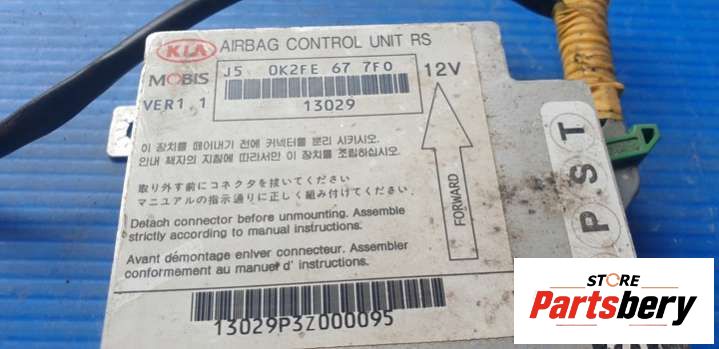 KIA AIRBAG CONTROL UNIT RS
MOBIS
J5 0K2FE 67 7F0 12V
VER1.1 13029
이 장치를 떼어내기 전에 커넥터를 분리 시키시오.
안내 책자의 지침에 따라서만 이 장치를 조립하십시오.
取り外す前にコネクタを抜いてください
マニュアルの指示通りに正しく組み付けてください.
Detach connector before unmounting. Assemble
strictly according to manual instructions.
Avant démontage enlver connecteur. Assembler
conformement au manuel d' instructions.
FORWARD
13029P3Z000095
P S T
STORE
Partsbery